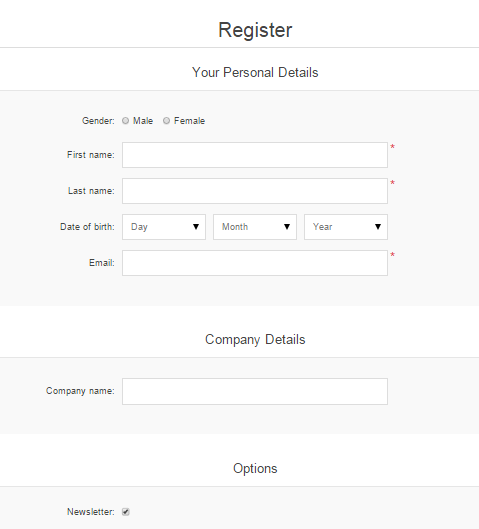 Register
Your Personal Details
Gender: Male Female
First name: *
Last name: *
Date of birth: Day Month Year
Email: *
Company Details
Company name:
Options
Newsletter: